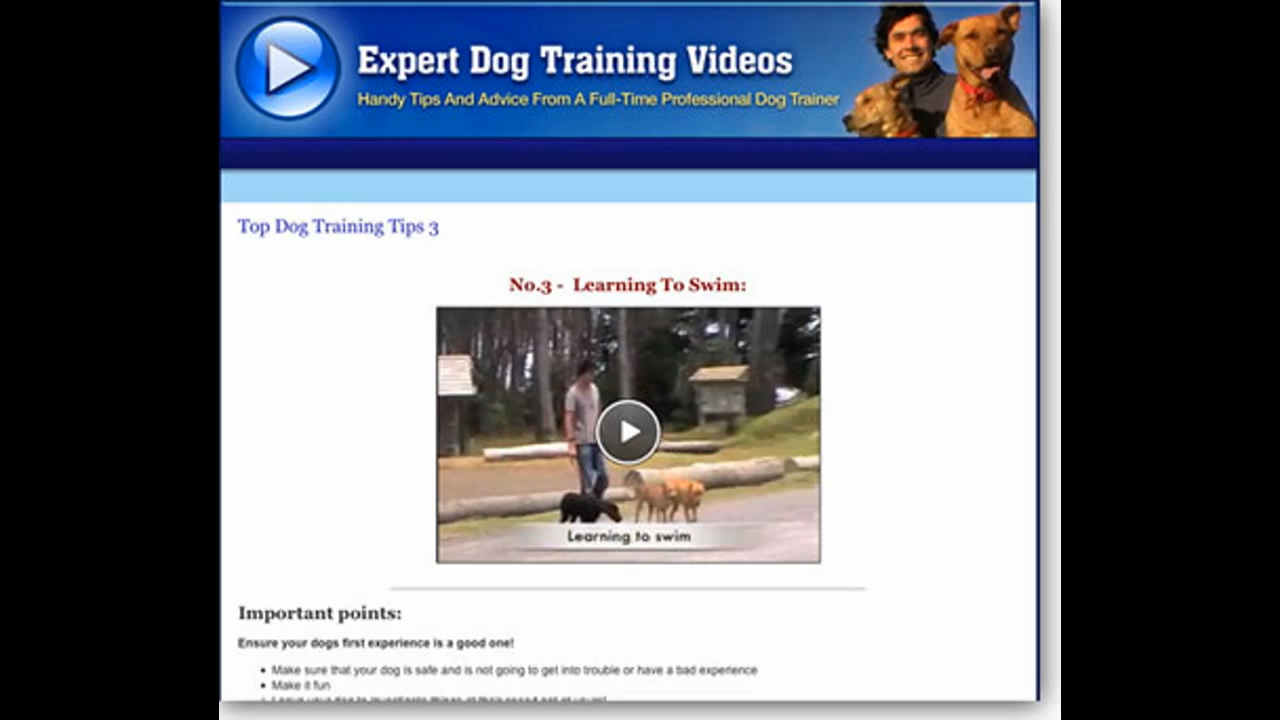 Expert Dog Training Videos
Handy Tips And Advice From A Full-Time Professional Dog Trainer
Top Dog Training Tips 3
No.3 - Learning To Swim:
Learning to swim
Important points:
Ensure your dogs first experience is a good one!
• Make sure that your dog is safe and is not going to get into trouble or have a bad experience
• Make it fun